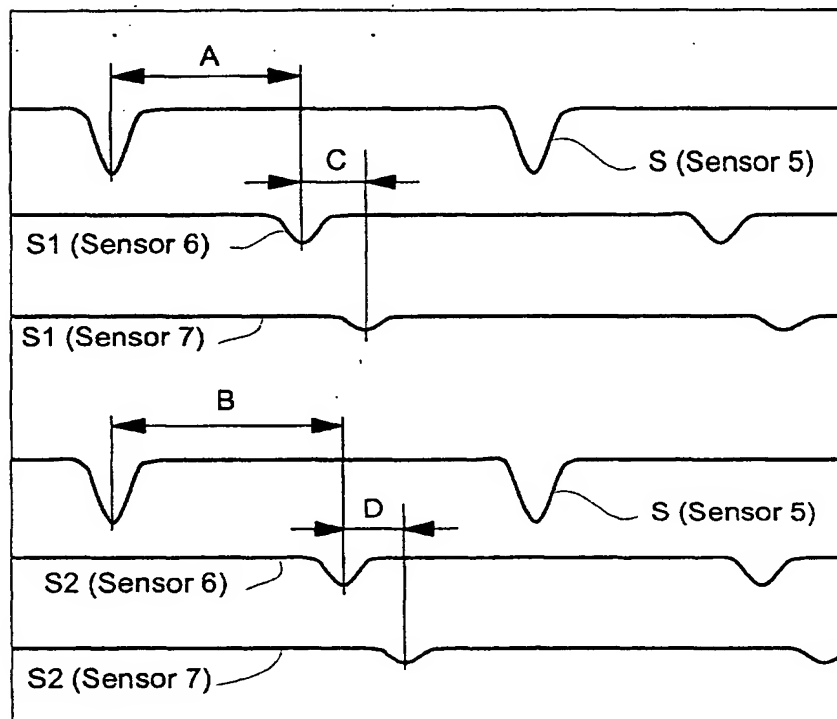 A
C
S (Sensor 5)
S1 (Sensor 6)
S1 (Sensor 7)
B
D
S (Sensor 5)
S2 (Sensor 6)
S2 (Sensor 7)